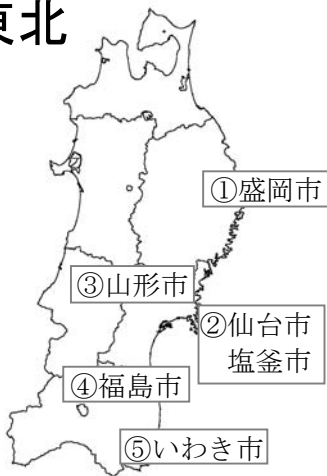 東北
①盛岡市
③山形市
②仙台市
塩釜市
④福島市
⑤いわき市